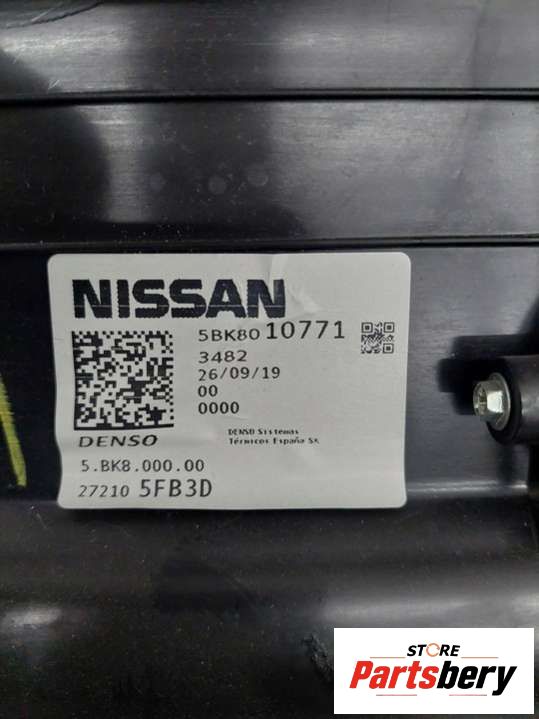 NISSAN
5BK80 10771
3482
26/09/19
00
0000
DENSO
DENSO Sistemas
Térmicos España SA
5.BK8.000.00
27210 5FB3D
STORE
Partsbery